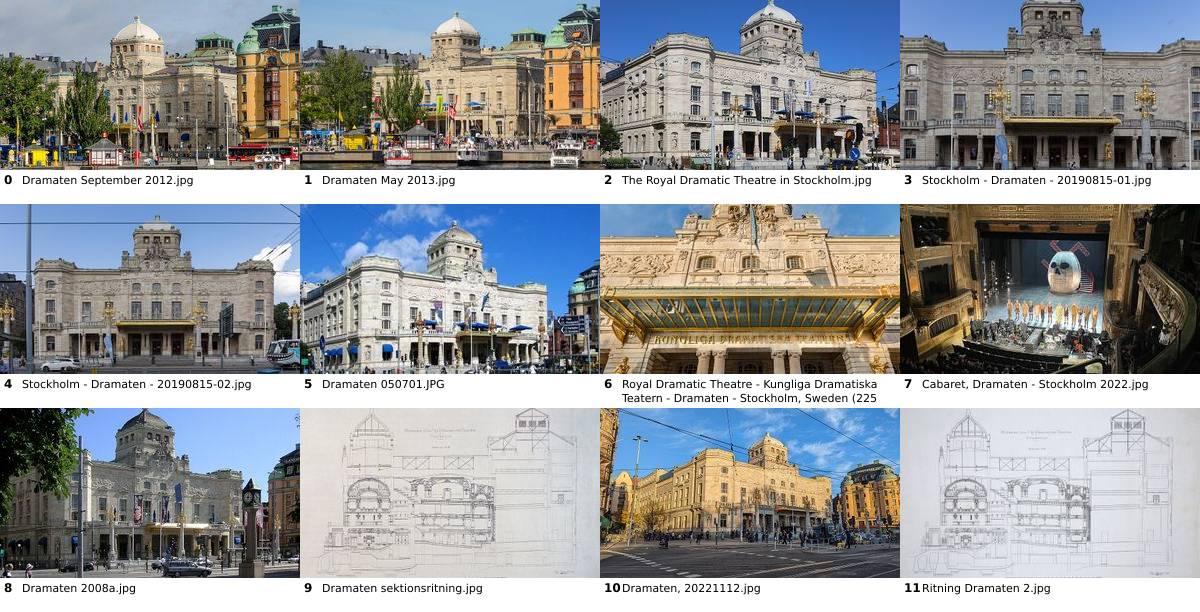 0 Dramaten September 2012.jpg
1 Dramaten May 2013.jpg
2 The Royal Dramatic Theatre in Stockholm.jpg
3 Stockholm - Dramaten - 20190815-01.jpg
4 Stockholm - Dramaten - 20190815-02.jpg
5 Dramaten 050701.JPG
KUNGLIGA DRAMATISKA TEATERN
6 Royal Dramatic Theatre - Kungliga Dramatiska
Teatern - Dramaten - Stockholm, Sweden (225
7 Cabaret, Dramaten - Stockholm 2022.jpg
8 Dramaten 2008a.jpg
9 Dramaten sektionsritning.jpg
10 Dramaten, 20221112.jpg
11 Ritning Dramaten 2.jpg